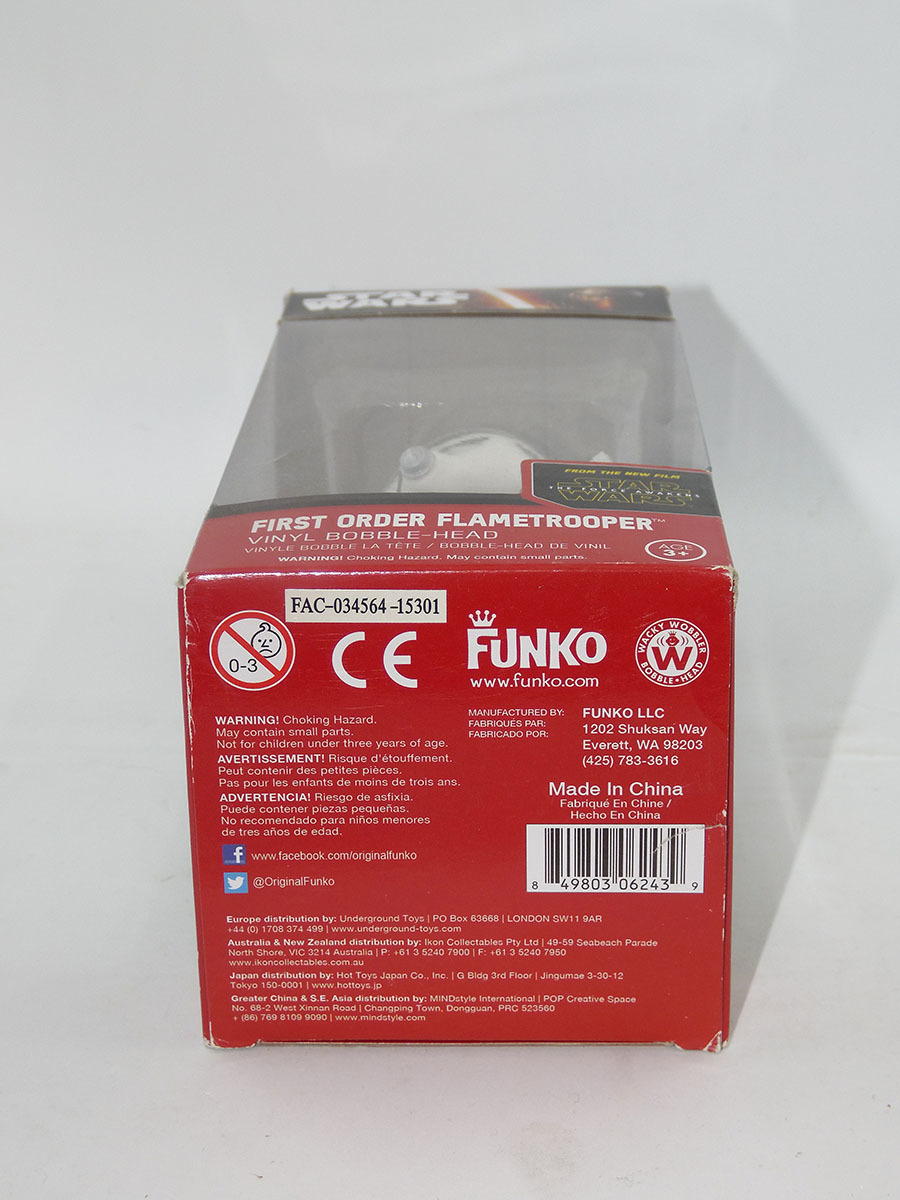 STAR
WARS
FROM THE NEW FILM
STAR
THE FORCE AWAKENS
WARS
FIRST ORDER FLAMETROOPER™
VINYL BOBBLE-HEAD
VINYLE BOBBLE LA TÊTE / BOBBLE-HEAD DE VINIL
WARNING! Choking Hazard. May contain small parts.
AGE
3+
FAC-034564-15301
0-3
CE
FUNKO
www.funko.com
WACKY WOBBLER
W
BOBBLE•HEAD
WARNING! Choking Hazard.
May contain small parts.
Not for children under three years of age.
AVERTISSEMENT! Risque d'étouffement.
Peut contenir des petites pièces.
Pas pour les enfants de moins de trois ans.
ADVERTENCIA! Riesgo de asfixia.
Puede contener piezas pequeñas.
No recomendado para niños menores
de tres años de edad.
f www.facebook.com/originalfunko
@OriginalFunko
MANUFACTURED BY:
FABRIQUÉS PAR:
FABRICADO POR:
FUNKO LLC
1202 Shuksan Way
Everett, WA 98203
(425) 783-3616
Made In China
Fabriqué En Chine /
Hecho En China
8 49803 06243 9
Europe distribution by: Underground Toys | PO Box 63668 | LONDON SW11 9AR
+44 (0) 1708 374 499 | www.underground-toys.com
Australia & New Zealand distribution by: Ikon Collectables Pty Ltd | 49-59 Seabeach Parade
North Shore, VIC 3214 Australia | P: +61 3 5240 7900 | F: +61 3 5240 7950
www.ikoncollectables.com.au
Japan distribution by: Hot Toys Japan Co., Inc. | G Bldg 3rd Floor | Jingumae 3-30-12
Tokyo 150-0001 | www.hottoys.jp
Greater China & S.E. Asia distribution by: MINDstyle International | POP Creative Space
No. 68-2 West Xinnan Road | Changping Town, Dongguan, PRC 523560
+ (86) 769 8109 9090 | www.mindstyle.com